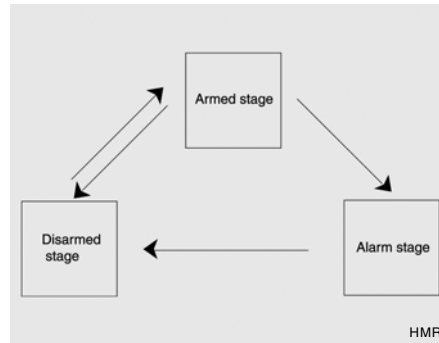 Armed stage
Disarmed
stage
Alarm stage
HMR